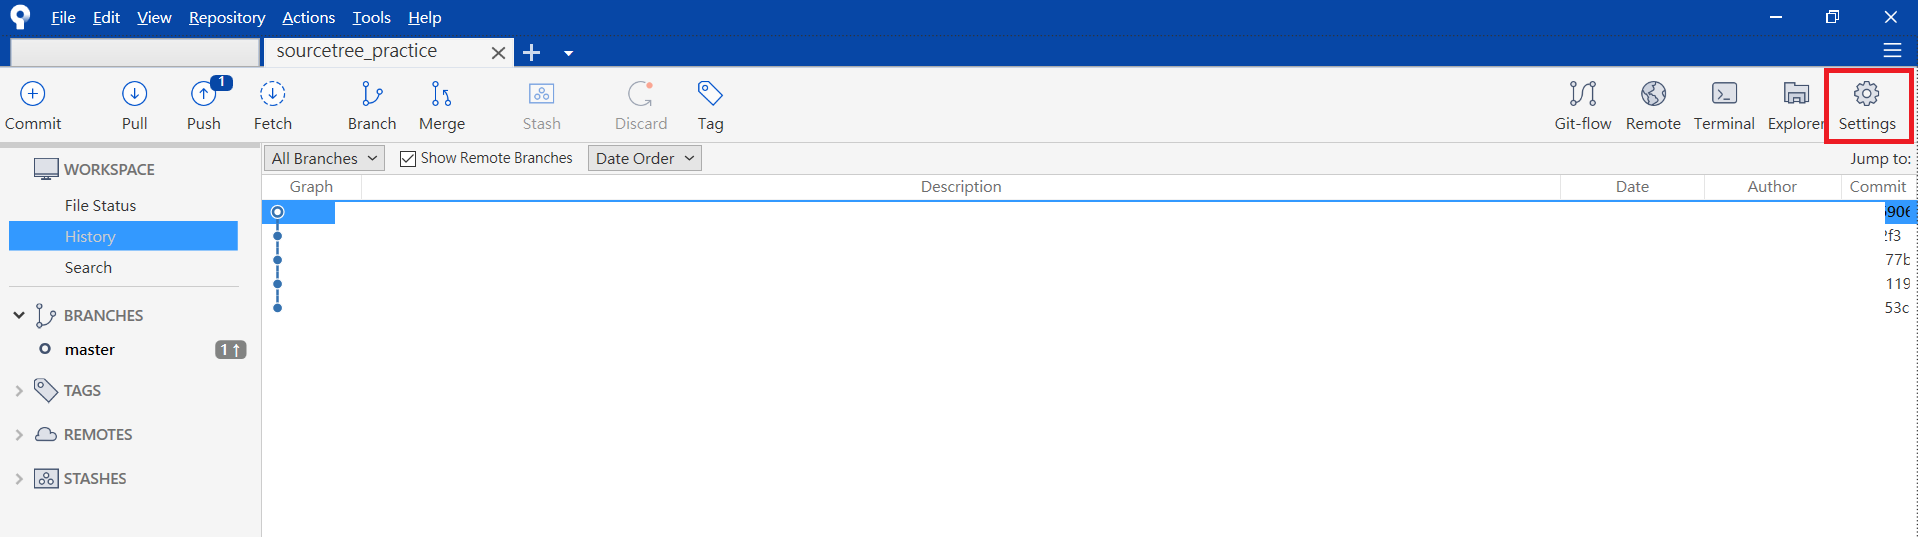 File Edit View Repository Actions Tools Help
sourcetree_practice
1
Commit Pull Push Fetch Branch Merge Stash Discard Tag Git-flow Remote Terminal Explorer Settings
All Branches Show Remote Branches Date Order Jump to:
Graph Description Date Author Commit
WORKSPACE
File Status
History
Search
BRANCHES
master 1↑
TAGS
REMOTES
STASHES
906
2f3
77b
119
53c